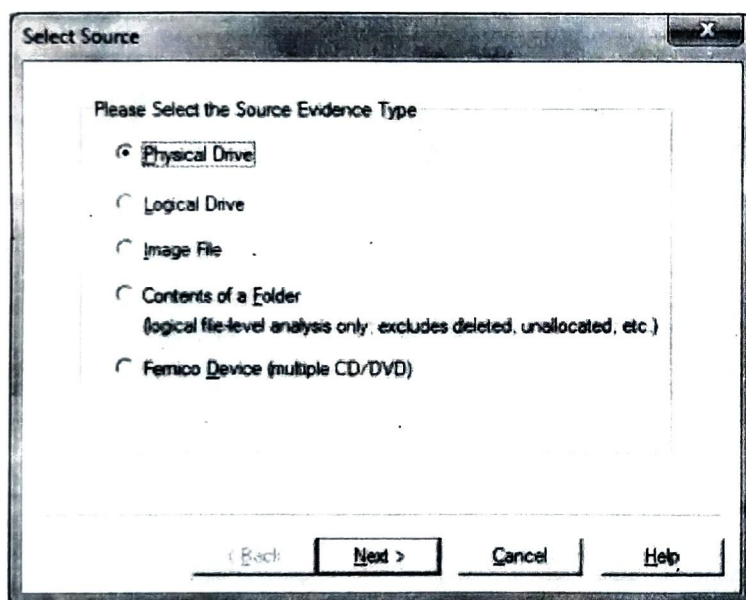 Select Source
X
Please Select the Source Evidence Type
Physical Drive
Logical Drive
Image File
Contents of a Folder
(logical file-level analysis only; excludes deleted, unallocated, etc.)
Fernico Device (multiple CD/DVD)
< Back
Next >
Cancel
Help